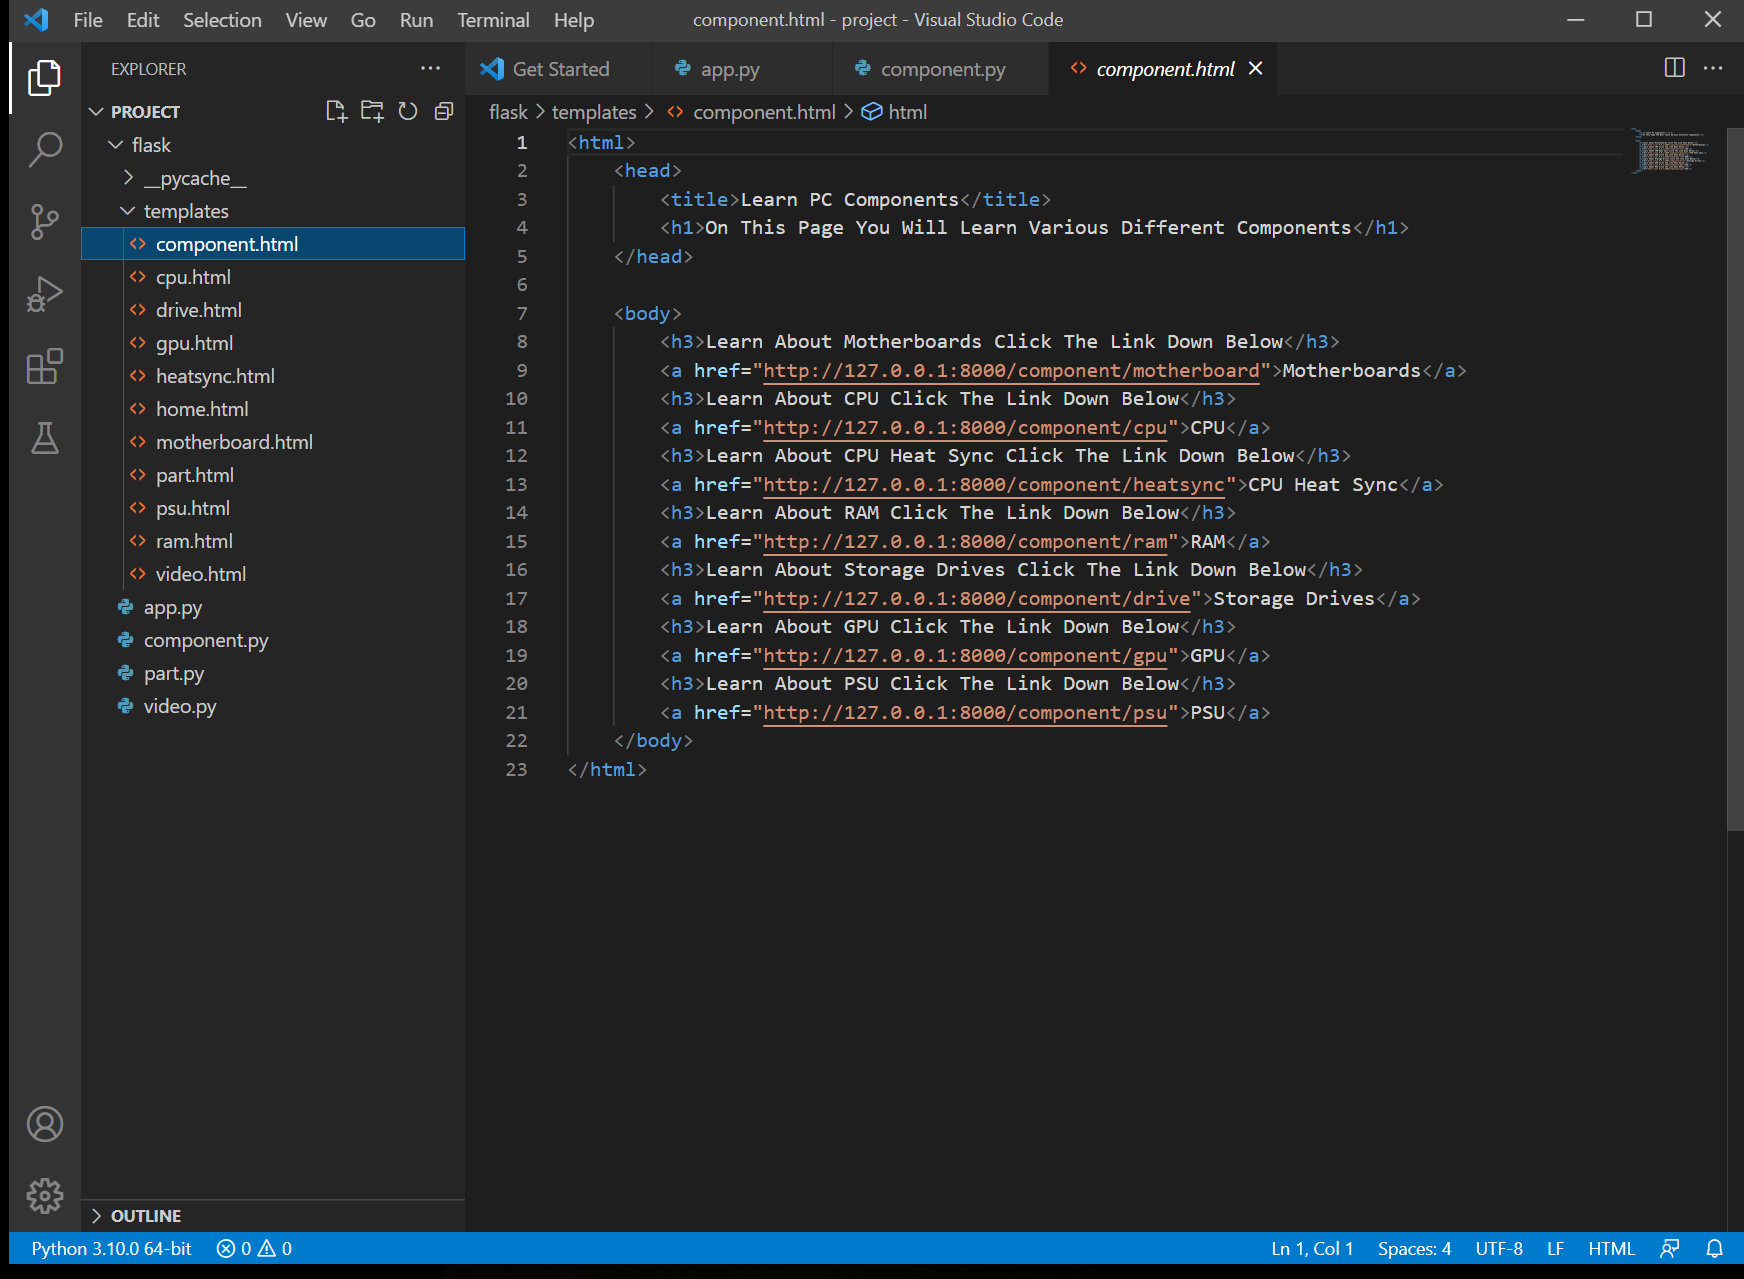 File Edit Selection View Go Run Terminal Help component.html - project - Visual Studio Code
EXPLORER
PROJECT
flask
__pycache__
templates
component.html
cpu.html
drive.html
gpu.html
heatsync.html
home.html
motherboard.html
part.html
psu.html
ram.html
video.html
app.py
component.py
part.py
video.py
OUTLINE
Get Started app.py component.py component.html
flask > templates > component.html > html
1 <html>
2 <head>
3 <title>Learn PC Components</title>
4 <h1>On This Page You Will Learn Various Different Components</h1>
5 </head>
6
7 <body>
8 <h3>Learn About Motherboards Click The Link Down Below</h3>
9 <a href="http://127.0.0.1:8000/component/motherboard">Motherboards</a>
10 <h3>Learn About CPU Click The Link Down Below</h3>
11 <a href="http://127.0.0.1:8000/component/cpu">CPU</a>
12 <h3>Learn About CPU Heat Sync Click The Link Down Below</h3>
13 <a href="http://127.0.0.1:8000/component/heatsync">CPU Heat Sync</a>
14 <h3>Learn About RAM Click The Link Down Below</h3>
15 <a href="http://127.0.0.1:8000/component/ram">RAM</a>
16 <h3>Learn About Storage Drives Click The Link Down Below</h3>
17 <a href="http://127.0.0.1:8000/component/drive">Storage Drives</a>
18 <h3>Learn About GPU Click The Link Down Below</h3>
19 <a href="http://127.0.0.1:8000/component/gpu">GPU</a>
20 <h3>Learn About PSU Click The Link Down Below</h3>
21 <a href="http://127.0.0.1:8000/component/psu">PSU</a>
22 </body>
23 </html>
Python 3.10.0 64-bit 0 0 Ln 1, Col 1 Spaces: 4 UTF-8 LF HTML